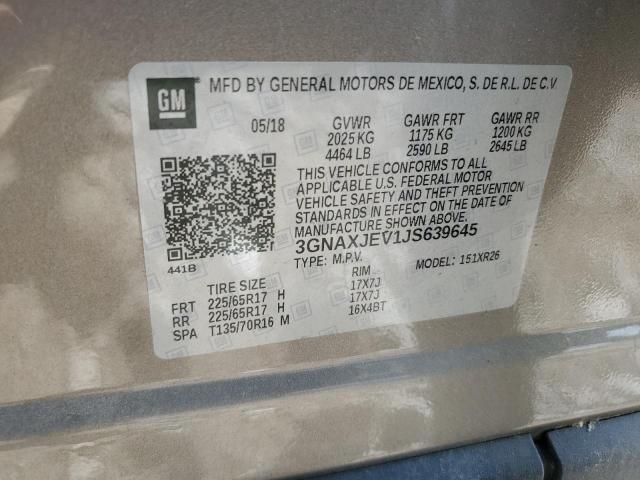 GM MFD BY GENERAL MOTORS DE MEXICO, S. DE R.L. DE C.V
05/18 GVWR GAWR FRT GAWR RR
2025 KG 1175 KG 1200 KG
4464 LB 2590 LB 2645 LB
THIS VEHICLE CONFORMS TO ALL
APPLICABLE U.S. FEDERAL MOTOR
VEHICLE SAFETY AND THEFT PREVENTION
STANDARDS IN EFFECT ON THE DATE OF
MANUFACTURE SHOWN ABOVE.
3GNAXJEV1JS639645
441B TYPE: M.P.V. MODEL: 151XR26
TIRE SIZE RIM
FRT 225/65R17 H 17X7J
RR 225/65R17 H 17X7J
SPA T135/70R16 M 16X4BT